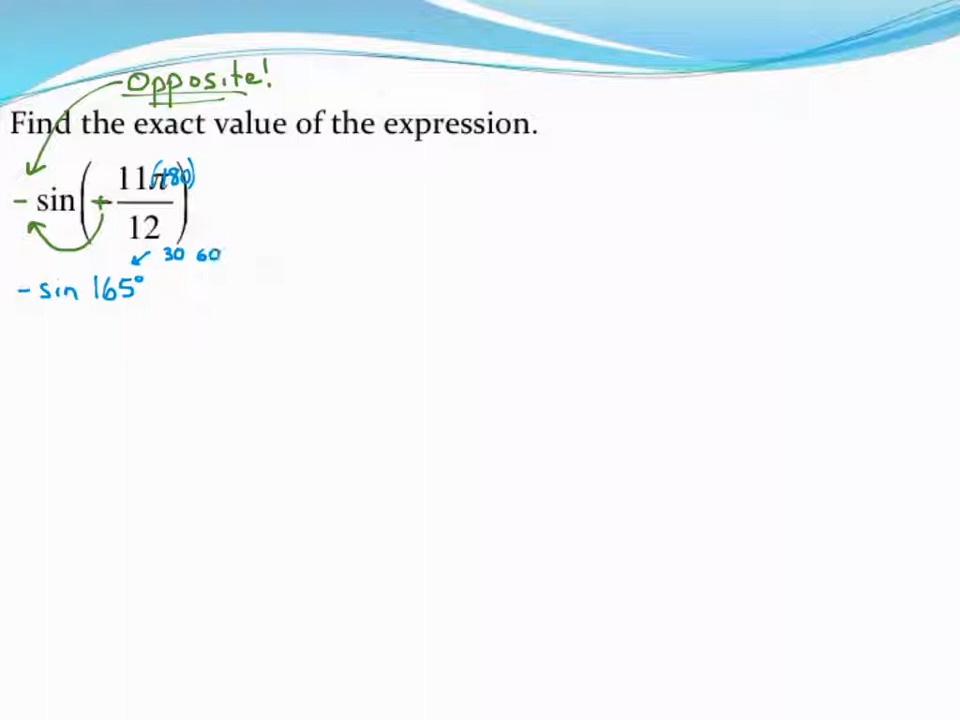 Opposite!
Find the exact value of the expression.
- sin(+ 11π(180) / 12)
30 60
- sin 165°